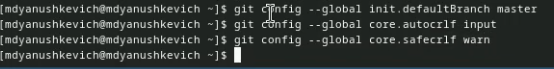 [mdyanushkevich@mdyanushkevich ~]$ git config --global init.defaultBranch master
[mdyanushkevich@mdyanushkevich ~]$ git config --global core.autocrlf input
[mdyanushkevich@mdyanushkevich ~]$ git config --global core.safecrlf warn
[mdyanushkevich@mdyanushkevich ~]$